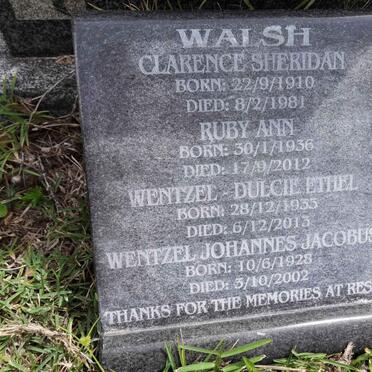 WALSH
CLARENCE SHERIDAN
BORN: 22/9/1910
DIED: 8/2/1981
RUBY ANN
BORN: 30/1/1936
DIED: 17/9/2012
WENTZEL - DULCIE ETHEL
BORN: 28/12/1933
DIED: 6/12/2013
WENTZEL JOHANNES JACOBUS
BORN: 10/6/1928
DIED: 3/10/2002
THANKS FOR THE MEMORIES AT RES